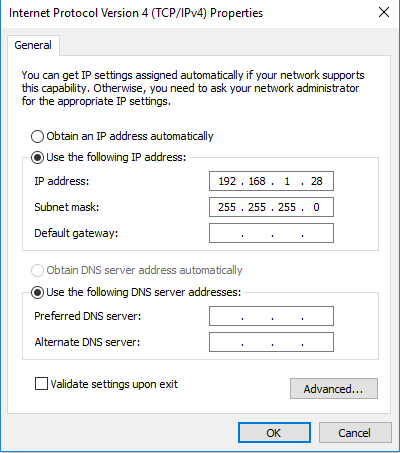 Internet Protocol Version 4 (TCP/IPv4) Properties
General
You can get IP settings assigned automatically if your network supports
this capability. Otherwise, you need to ask your network administrator
for the appropriate IP settings.
Obtain an IP address automatically
Use the following IP address:
IP address: 192 . 168 . 1 . 28
Subnet mask: 255 . 255 . 255 . 0
Default gateway: . . .
Obtain DNS server address automatically
Use the following DNS server addresses:
Preferred DNS server: . . .
Alternate DNS server: . . .
Validate settings upon exit
Advanced...
OK Cancel